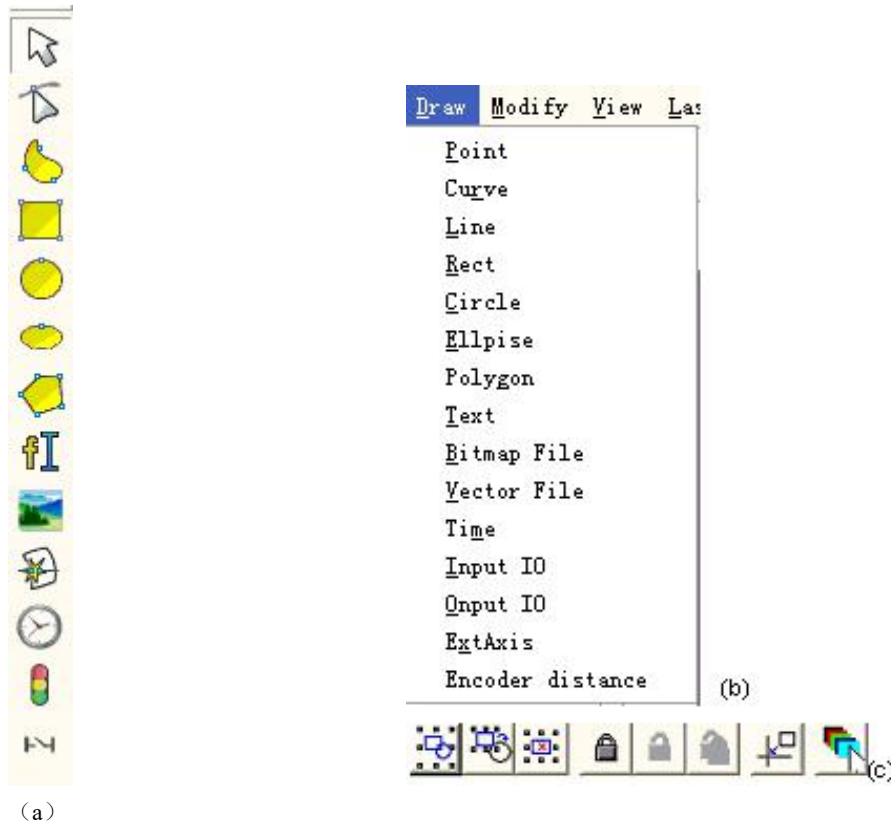 Draw Modify View Las
Point
Curve
Line
Rect
Circle
Ellpise
Polygon
Text
Bitmap File
Vector File
Time
Input IO
Onput IO
ExtAxis
Encoder distance
(b)
(c)
（a）